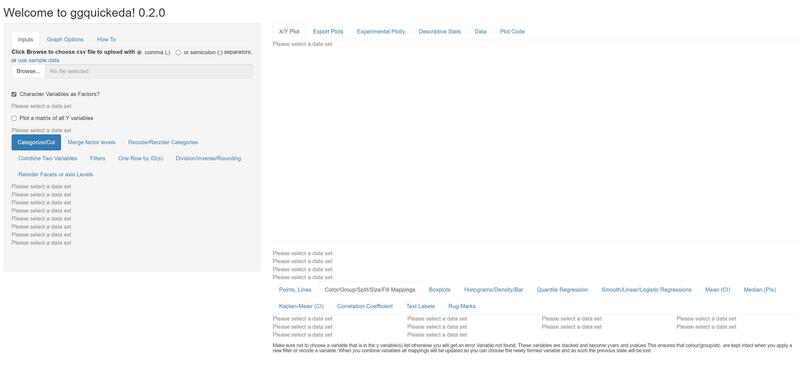 Welcome to ggquickeda! 0.2.0
Inputs Graph Options How To
Click Browse to choose csv file to upload with comma (,) or semicolon (;) separators,
or use sample data
Browse... No file selected
Character Variables as Factors?
Please select a data set
Plot a matrix of all Y variables
Please select a data set
Categorize/Cut Merge factor levels Recode/Reorder Categories
Combine Two Variables Filters One Row by ID(s) Division/Inverse/Rounding
Reorder Facets or axis Levels
Please select a data set
Please select a data set
Please select a data set
Please select a data set
Please select a data set
Please select a data set
Please select a data set
Please select a data set
X/Y Plot Export Plots Experimental Plotly Descriptive Stats Data Plot Code
Please select a data set
Please select a data set
Please select a data set
Please select a data set
Please select a data set
Points, Lines Color/Group/Split/Size/Fill Mappings Boxplots Histograms/Density/Bar Quantile Regression Smooth/Linear/Logistic Regressions Mean (CI) Median (PIs)
Kaplan-Meier (CI) Correlation Coefficient Text Labels Rug Marks
Please select a data set Please select a data set Please select a data set Please select a data set
Please select a data set Please select a data set Please select a data set Please select a data set
Please select a data set Please select a data set
Make sure not to choose a variable that is in the y variable(s) list otherwise you will get an error Variable not found. These variables are stacked and become yvars and yvalues.This ensures that colour/group/etc. are kept intact when you apply a
new filter or recode a variable. When you combine variables all mappings will be updated so you can choose the newly formed variable and as such the previous state will be lost.